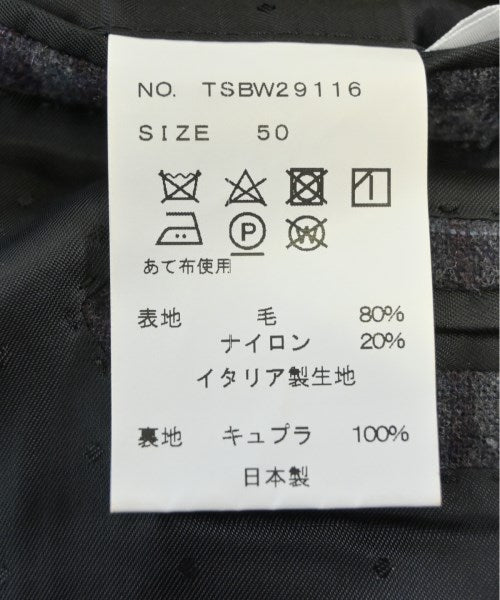 NO. TSBW29116
SIZE 50
P W
あて布使用
表地 毛 80%
ナイロン 20%
イタリア製生地
裏地 キュプラ 100%
日本製